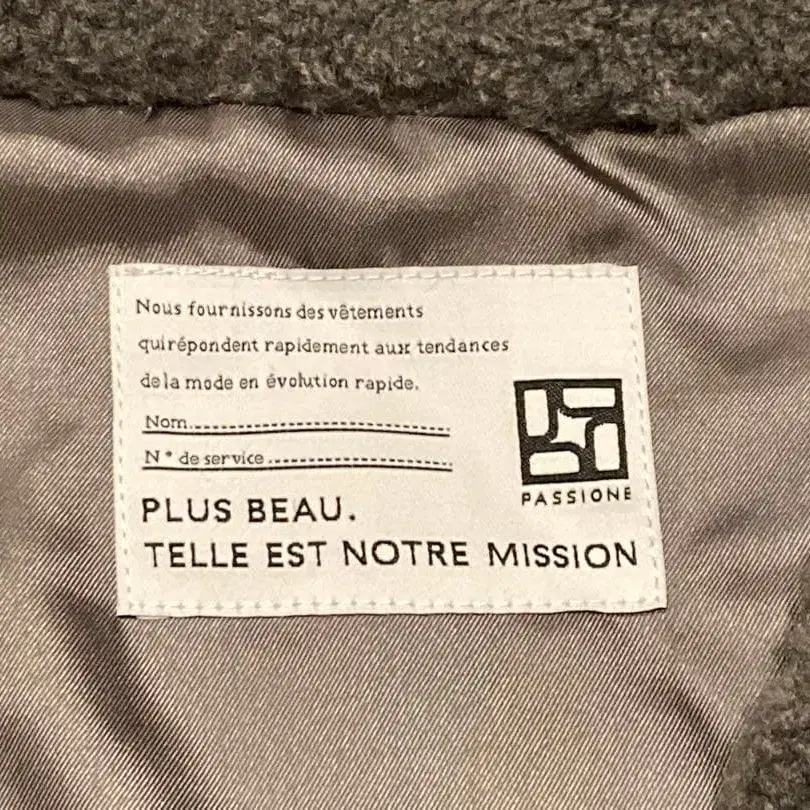 Nous fournissons des vêtements
quirépondent rapidement aux tendances
dela mode en évolution rapide.
Nom
N° de service
PASSIONE
PLUS BEAU.
TELLE EST NOTRE MISSION